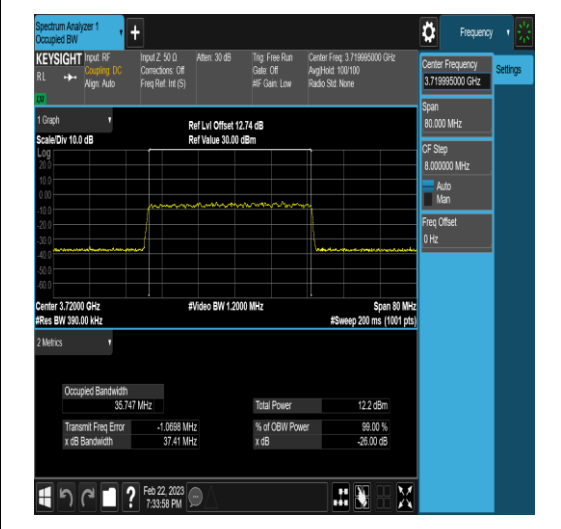 Spectrum Analyzer 1
Occupied BW
Frequency
KEYSIGHT
RL
Input: RF
Coupling: DC
Align: Auto
Input Z: 50 Ω
Corrections: Off
Freq Ref: Int (S)
Atten: 30 dB
Trig: Free Run
Gate: Off
#IF Gain: Low
Center Freq: 3.719995000 GHz
Avg|Hold: 100/100
Radio Std: None
Center Frequency
3.719995000 GHz
Settings
Span
80.000 MHz
CF Step
8.000000 MHz
Auto
Man
Freq Offset
0 Hz
1 Graph
Scale/Div 10.0 dB
Ref Lvl Offset 12.74 dB
Ref Value 30.00 dBm
Log
20.0
10.0
0.00
-10.0
-20.0
-30.0
-40.0
-50.0
-60.0
Center 3.72000 GHz
#Video BW 1.2000 MHz
Span 80 MHz
#Res BW 390.00 kHz
#Sweep 200 ms (1001 pts)
2 Metrics
Occupied Bandwidth
35.747 MHz
Total Power 12.2 dBm
Transmit Freq Error -1.0698 MHz
% of OBW Power 99.00 %
x dB Bandwidth 37.41 MHz
x dB -26.00 dB
?
Feb 22, 2023
7:33:58 PM